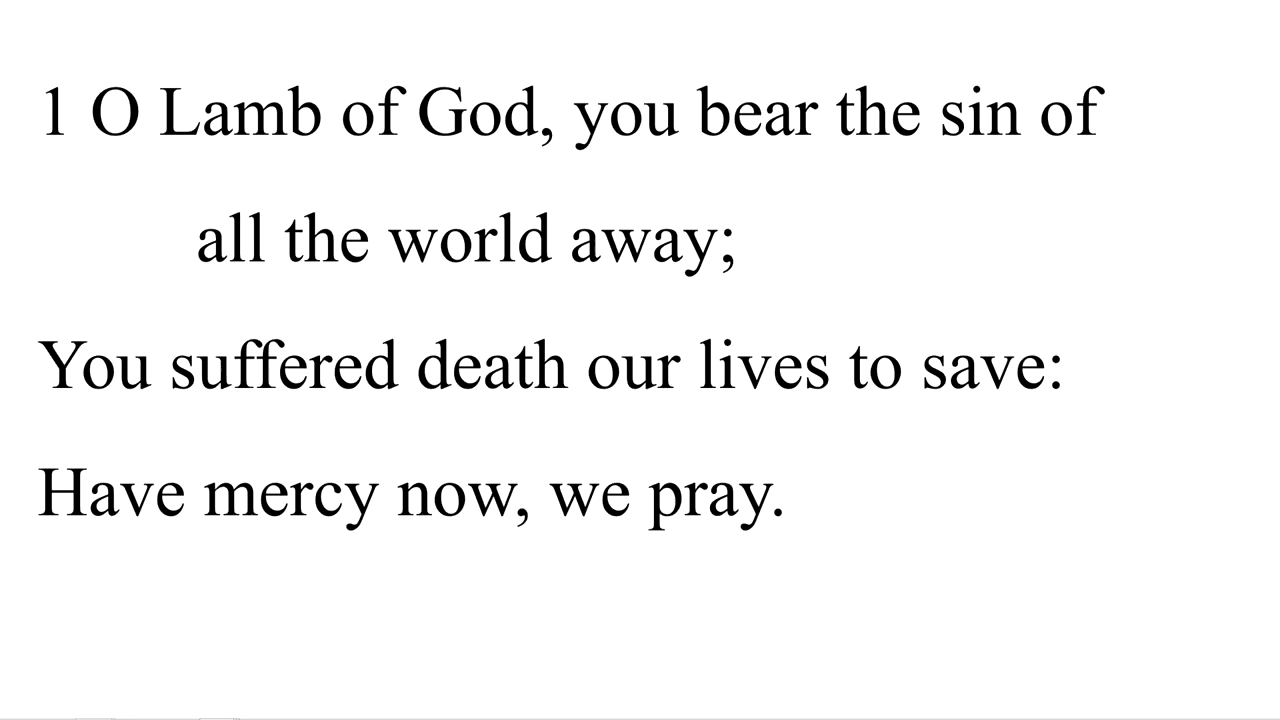 1 O Lamb of God, you bear the sin of
all the world away;
You suffered death our lives to save:
Have mercy now, we pray.